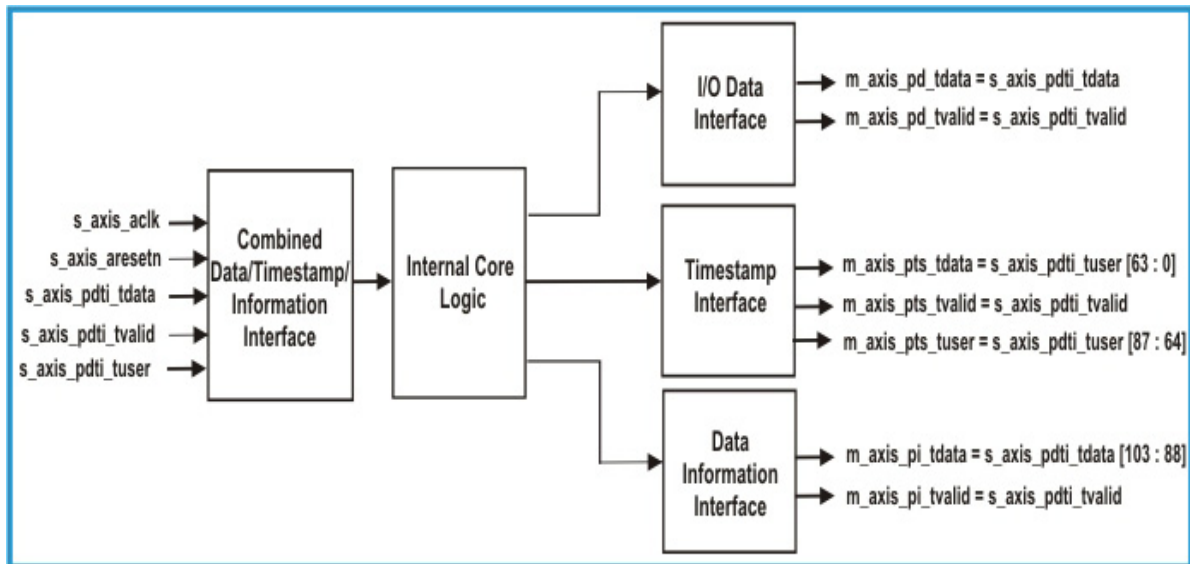 s_axis_aclk
s_axis_aresetn
s_axis_pdti_tdata
s_axis_pdti_tvalid
s_axis_pdti_tuser
Combined
Data/Timestamp/
Information
Interface
Internal Core
Logic
I/O Data
Interface
m_axis_pd_tdata = s_axis_pdti_tdata
m_axis_pd_tvalid = s_axis_pdti_tvalid
Timestamp
Interface
m_axis_pts_tdata = s_axis_pdti_tuser [63 : 0]
m_axis_pts_tvalid = s_axis_pdti_tvalid
m_axis_pts_tuser = s_axis_pdti_tuser [87 : 64]
Data
Information
Interface
m_axis_pi_tdata = s_axis_pdti_tdata [103 : 88]
m_axis_pi_tvalid = s_axis_pdti_tvalid